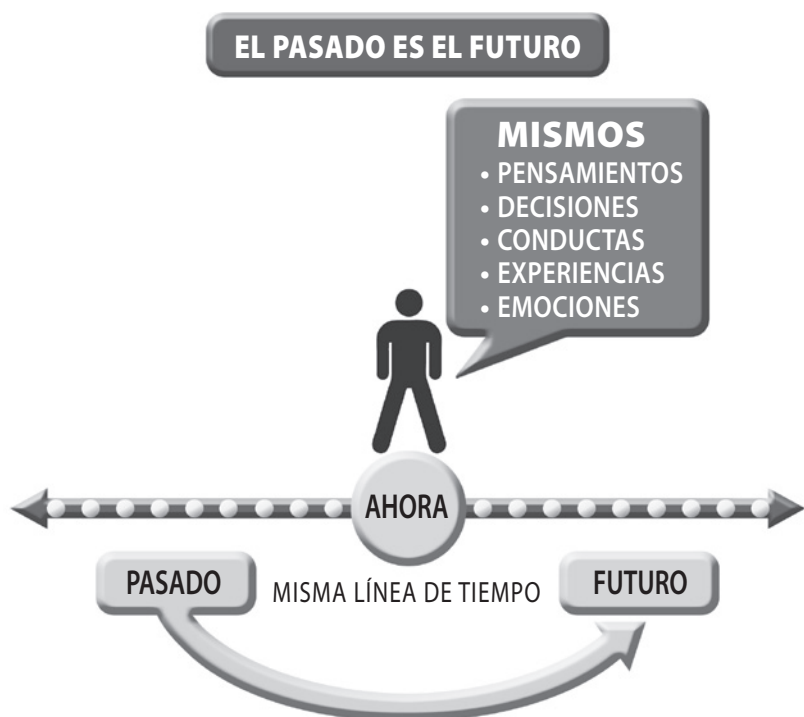 EL PASADO ES EL FUTURO
MISMOS
• PENSAMIENTOS
• DECISIONES
• CONDUCTAS
• EXPERIENCIAS
• EMOCIONES
AHORA
PASADO
MISMA LÍNEA DE TIEMPO
FUTURO